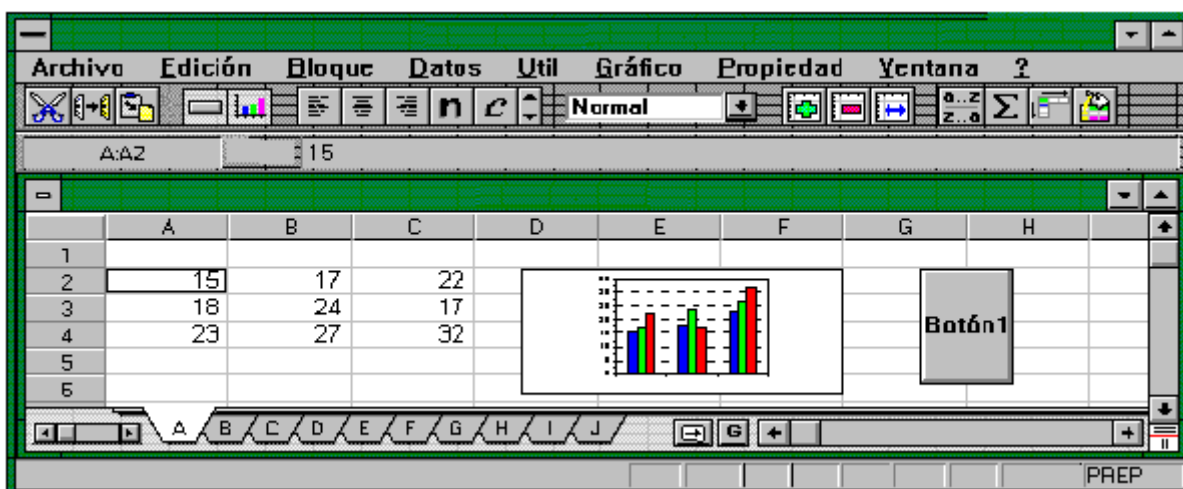 Archivo Edición Bloque Datos Util Gráfico Propiedad Ventana ?
n c Normal a..z z..a Σ
A:A2 15
A B C D E F G H
1
2 15 17 22
3 18 24 17
4 23 27 32
5
6
Botón1
A B C D E F G H I J G
PREP